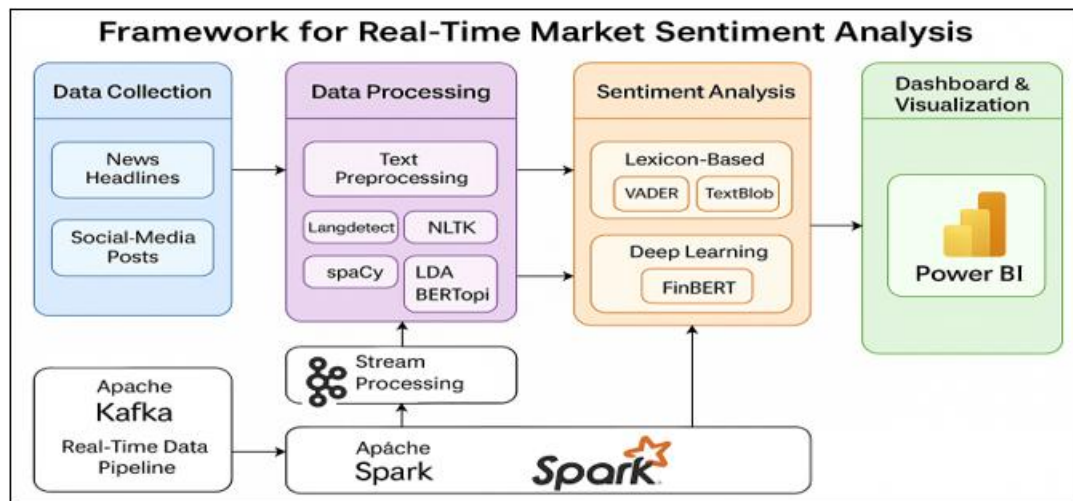 Framework for Real-Time Market Sentiment Analysis
Data Collection
News
Headlines
Social-Media
Posts
Data Processing
Text
Preprocessing
Langdetect
NLTK
spaCy
LDA
BERTopi
Sentiment Analysis
Lexicon-Based
VADER
TextBlob
Deep Learning
FinBERT
Dashboard &
Visualization
Power BI
Stream
Processing
Apache
Kafka
Real-Time Data
Pipeline
Apáche
Spark
Spark